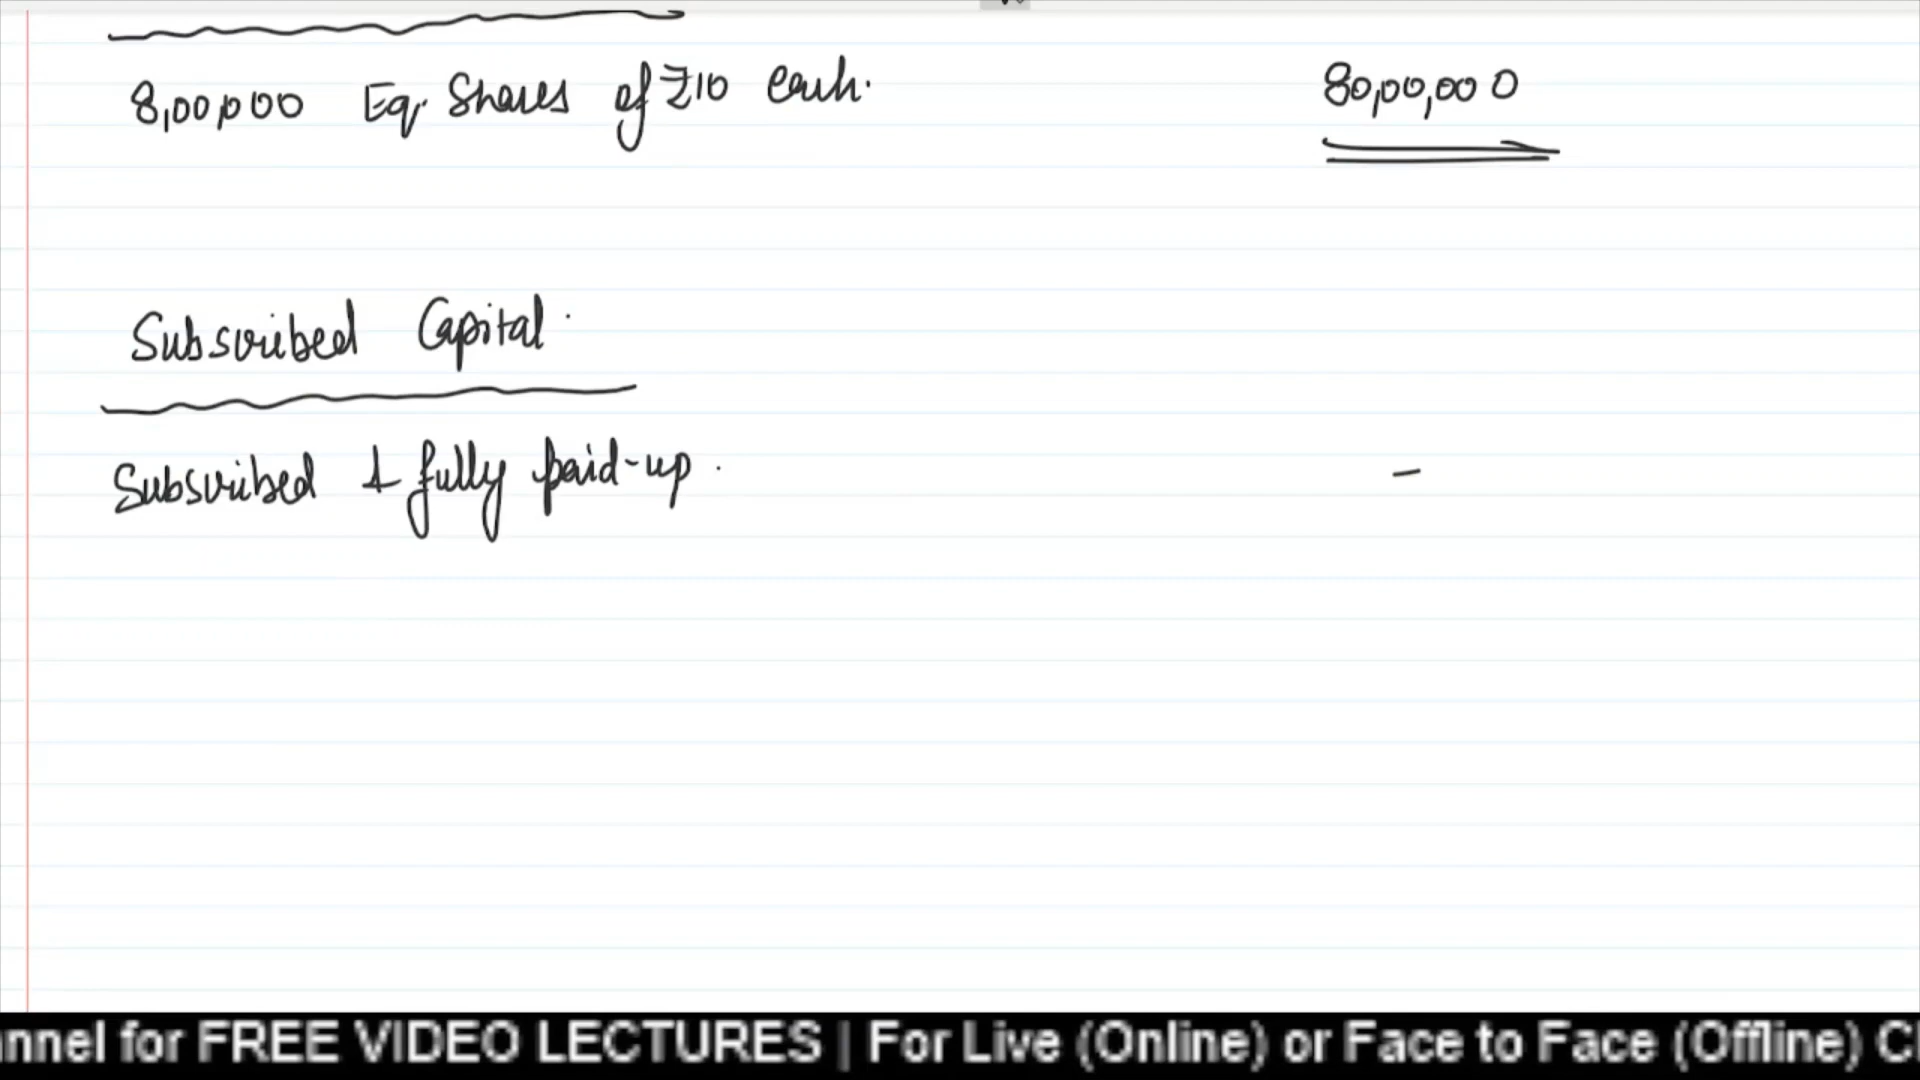 8,00,000 Eq. Shares of ₹10 each. 80,00,000
Subscribed Capital.
Subscribed & fully paid-up. -
nnel for FREE VIDEO LECTURES | For Live (Online) or Face to Face (Offline) Cl